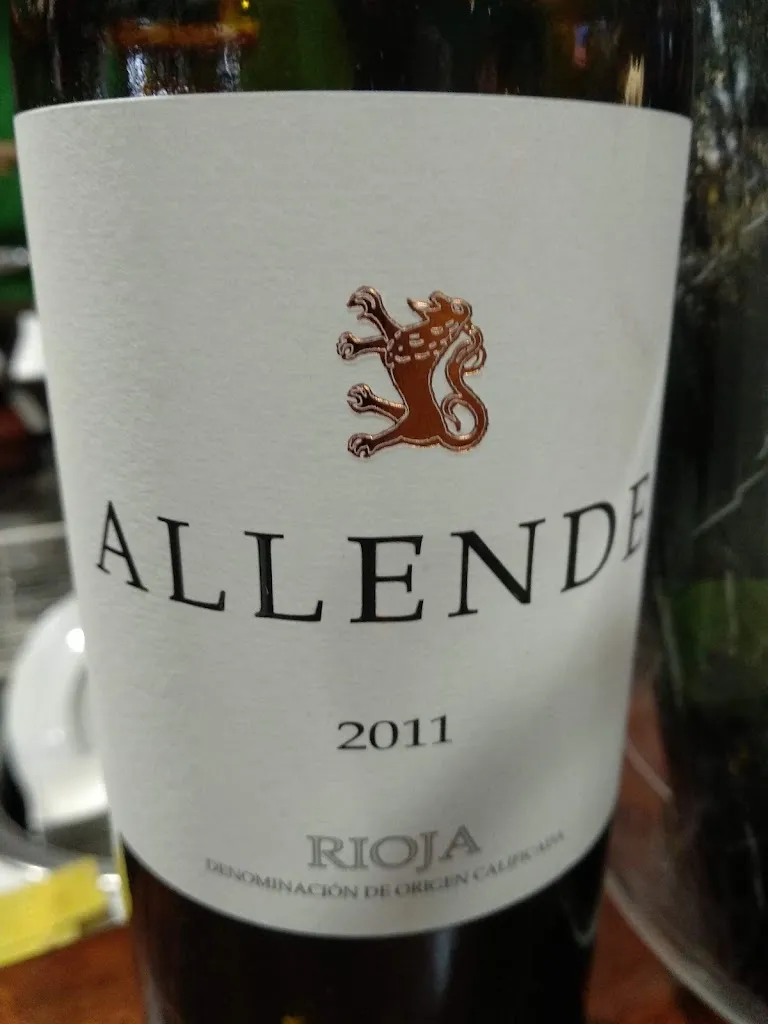 ALLENDE
2011
RIOJA
DENOMINACIÓN DE ORIGEN CALIFICADA